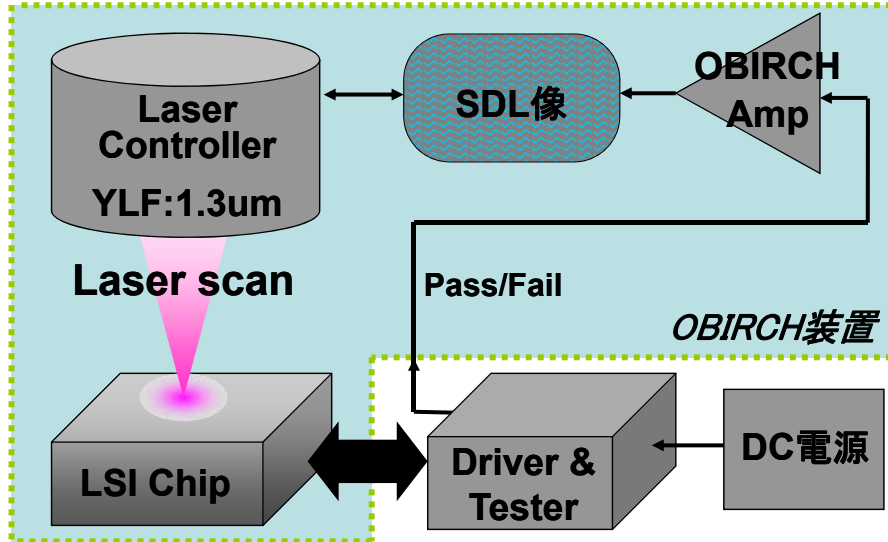 Laser
Controller
YLF:1.3um
SDL像
OBIRCH
Amp
Laser scan
Pass/Fail
OBIRCH装置
LSI Chip
Driver &
Tester
DC電源